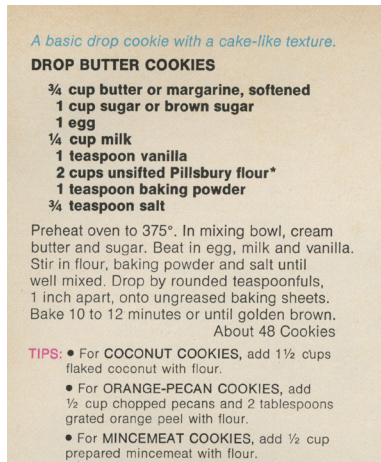 A basic drop cookie with a cake-like texture.
DROP BUTTER COOKIES
¾ cup butter or margarine, softened
1 cup sugar or brown sugar
1 egg
¼ cup milk
1 teaspoon vanilla
2 cups unsifted Pillsbury flour*
1 teaspoon baking powder
¾ teaspoon salt
Preheat oven to 375°. In mixing bowl, cream
butter and sugar. Beat in egg, milk and vanilla.
Stir in flour, baking powder and salt until
well mixed. Drop by rounded teaspoonfuls,
1 inch apart, onto ungreased baking sheets.
Bake 10 to 12 minutes or until golden brown.
About 48 Cookies
TIPS: • For COCONUT COOKIES, add 1½ cups
flaked coconut with flour.
• For ORANGE-PECAN COOKIES, add
½ cup chopped pecans and 2 tablespoons
grated orange peel with flour.
• For MINCEMEAT COOKIES, add ½ cup
prepared mincemeat with flour.